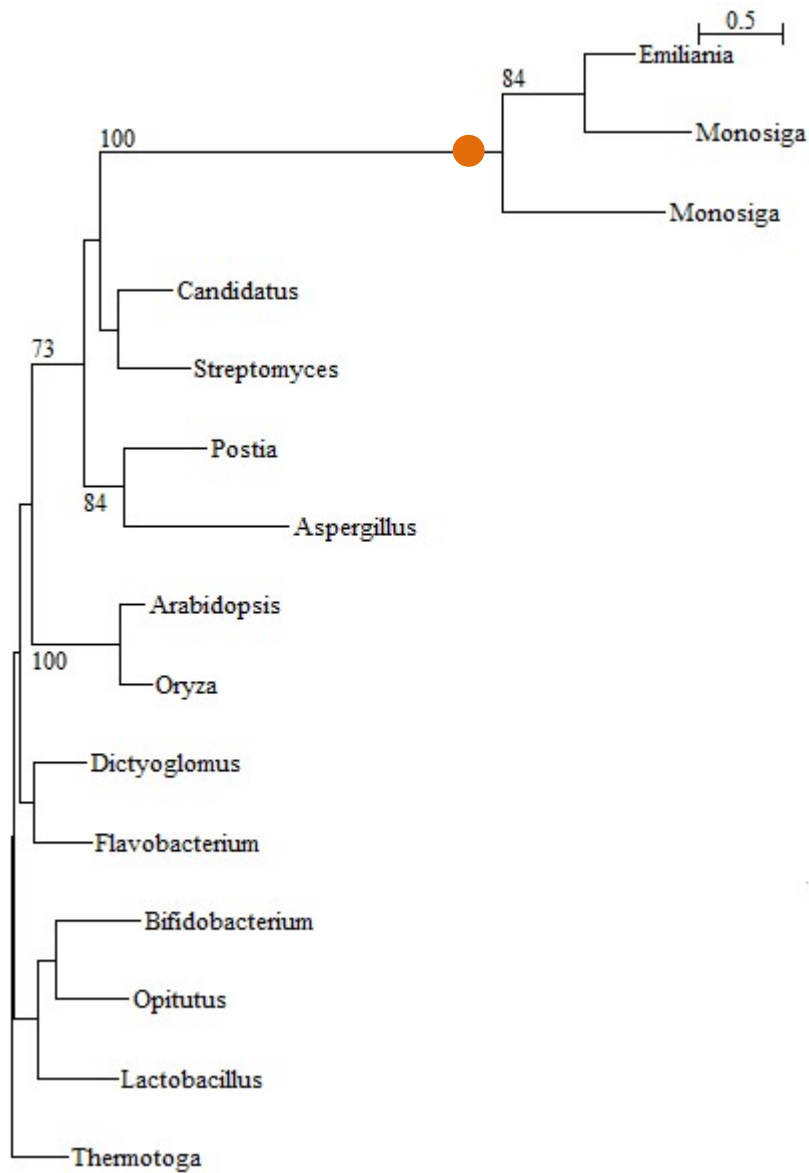 0.5
Emiliania
84
Monosiga
100
Monosiga
Candidatus
73
Streptomyces
Postia
84
Aspergillus
Arabidopsis
100
Oryza
Dictyoglomus
Flavobacterium
Bifidobacterium
Opitutus
Lactobacillus
Thermotoga